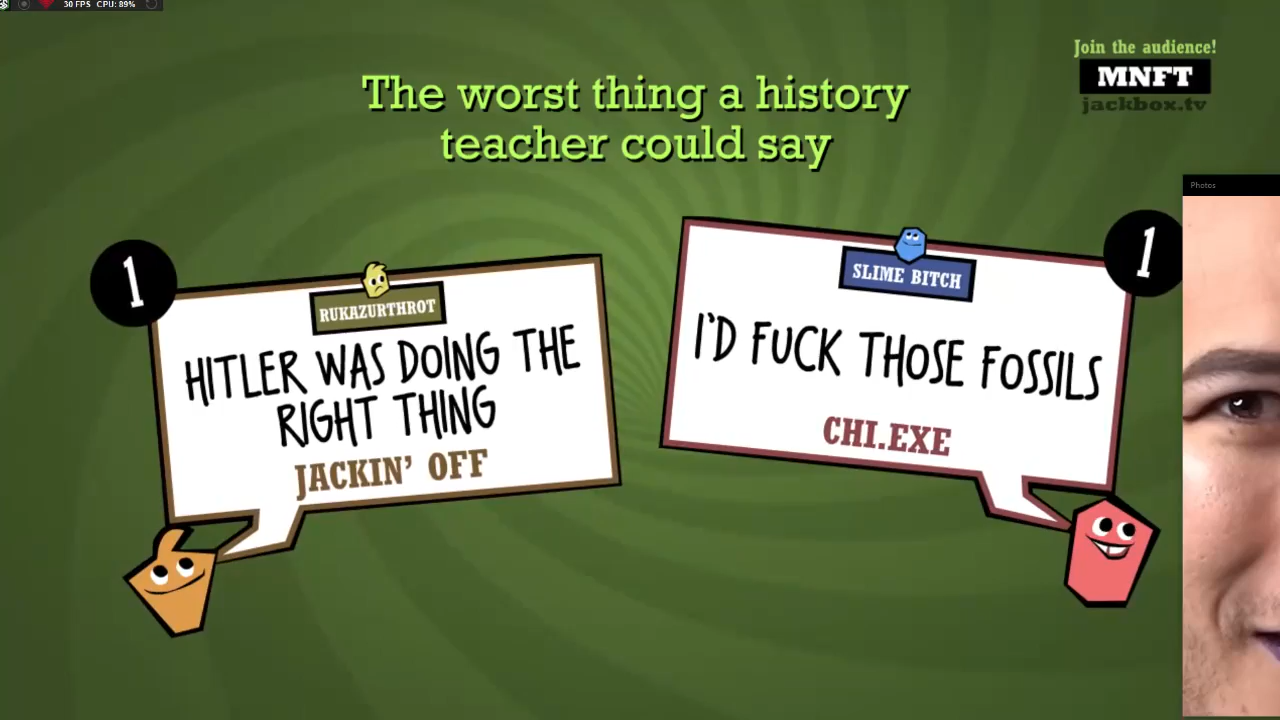 30 FPS CPU: 89%
Join the audience!
MNFT
jackbox.tv
The worst thing a history
teacher could say
Photos
1
RUKAZURTHROT
HITLER WAS DOING THE
RIGHT THING
JACKIN' OFF
1
SLIME BITCH
I'D FUCK THOSE FOSSILS
CHI.EXE